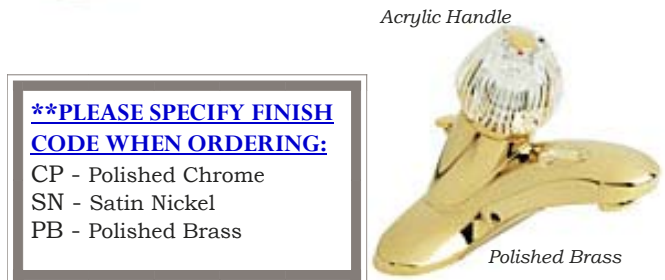 Acrylic Handle
**PLEASE SPECIFY FINISH
CODE WHEN ORDERING:
CP - Polished Chrome
SN - Satin Nickel
PB - Polished Brass
Polished Brass